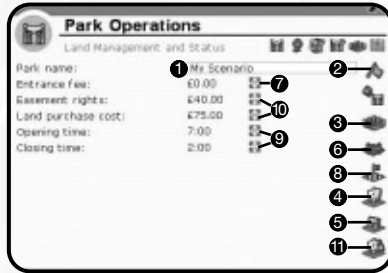 Park Operations
Land Management and Status
Park name: 1 My Scenario 2
Entrance fee: £0.00 7
Easement rights: £40.00 10
Land purchase cost: £75.00 3
Opening time: 7:00 9 6
Closing time: 2:00
8
4
5
11